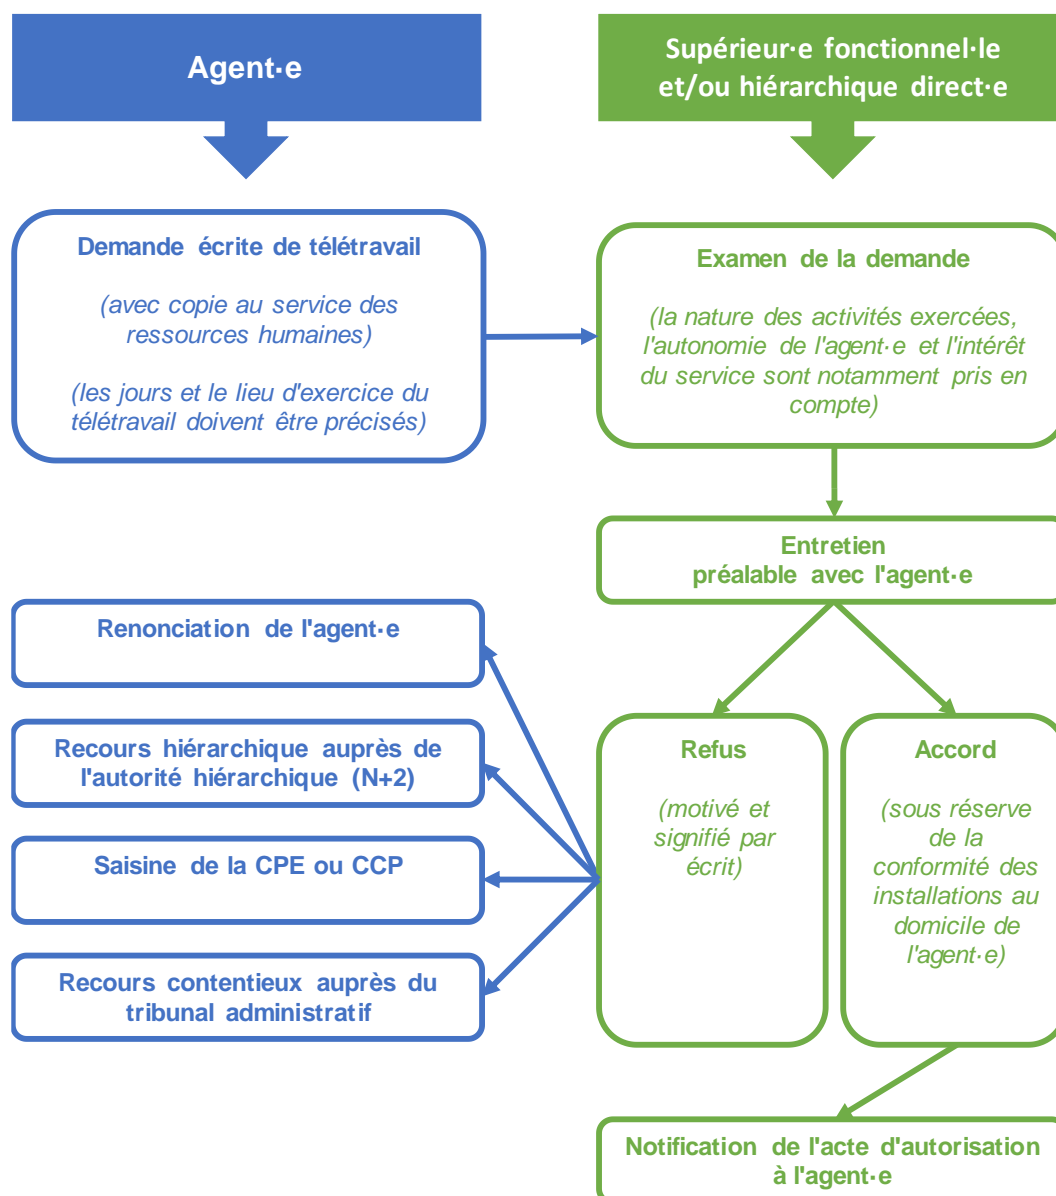 Agent·e
Supérieur·e fonctionnel·le
et/ou hiérarchique direct·e
Demande écrite de télétravail
(avec copie au service des
ressources humaines)
(les jours et le lieu d'exercice du
télétravail doivent être précisés)
Examen de la demande
(la nature des activités exercées,
l'autonomie de l'agent·e et l'intérêt
du service sont notamment pris en
compte)
Entretien
préalable avec l'agent·e
Renonciation de l'agent·e
Recours hiérarchique auprès de
l'autorité hiérarchique (N+2)
Saisine de la CPE ou CCP
Recours contentieux auprès du
tribunal administratif
Refus
(motivé et
signifié par
écrit)
Accord
(sous réserve
de la
conformité des
installations au
domicile de
l'agent·e)
Notification de l'acte d'autorisation
à l'agent·e